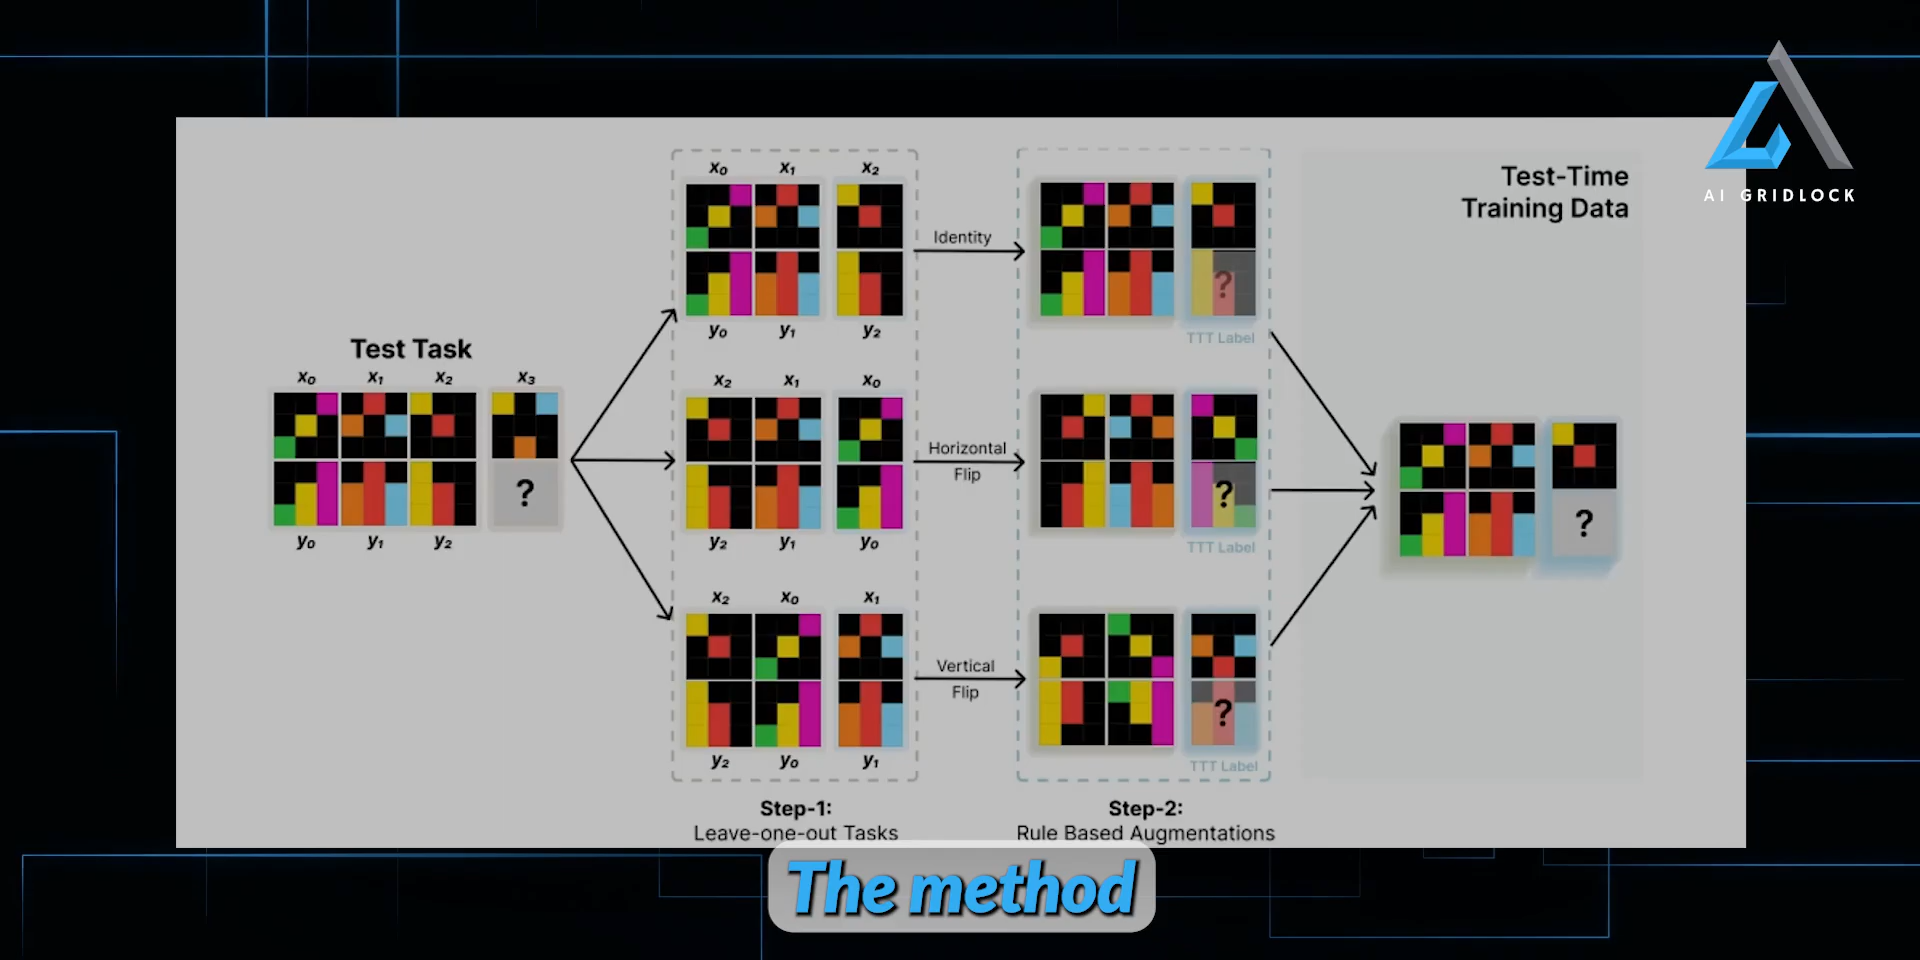 AI GRIDLOCK
Test-Time
Training Data
Test Task
x₀ x₁ x₂ x₃
?
y₀ y₁ y₂
x₀ x₁ x₂
y₀ y₁ y₂
x₂ x₁ x₀
y₂ y₁ y₀
x₂ x₀ x₁
y₂ y₀ y₁
Step-1:
Leave-one-out Tasks
Identity
Horizontal
Flip
Vertical
Flip
?
TTT Label
?
TTT Label
?
TTT Label
Step-2:
Rule Based Augmentations
?
The method